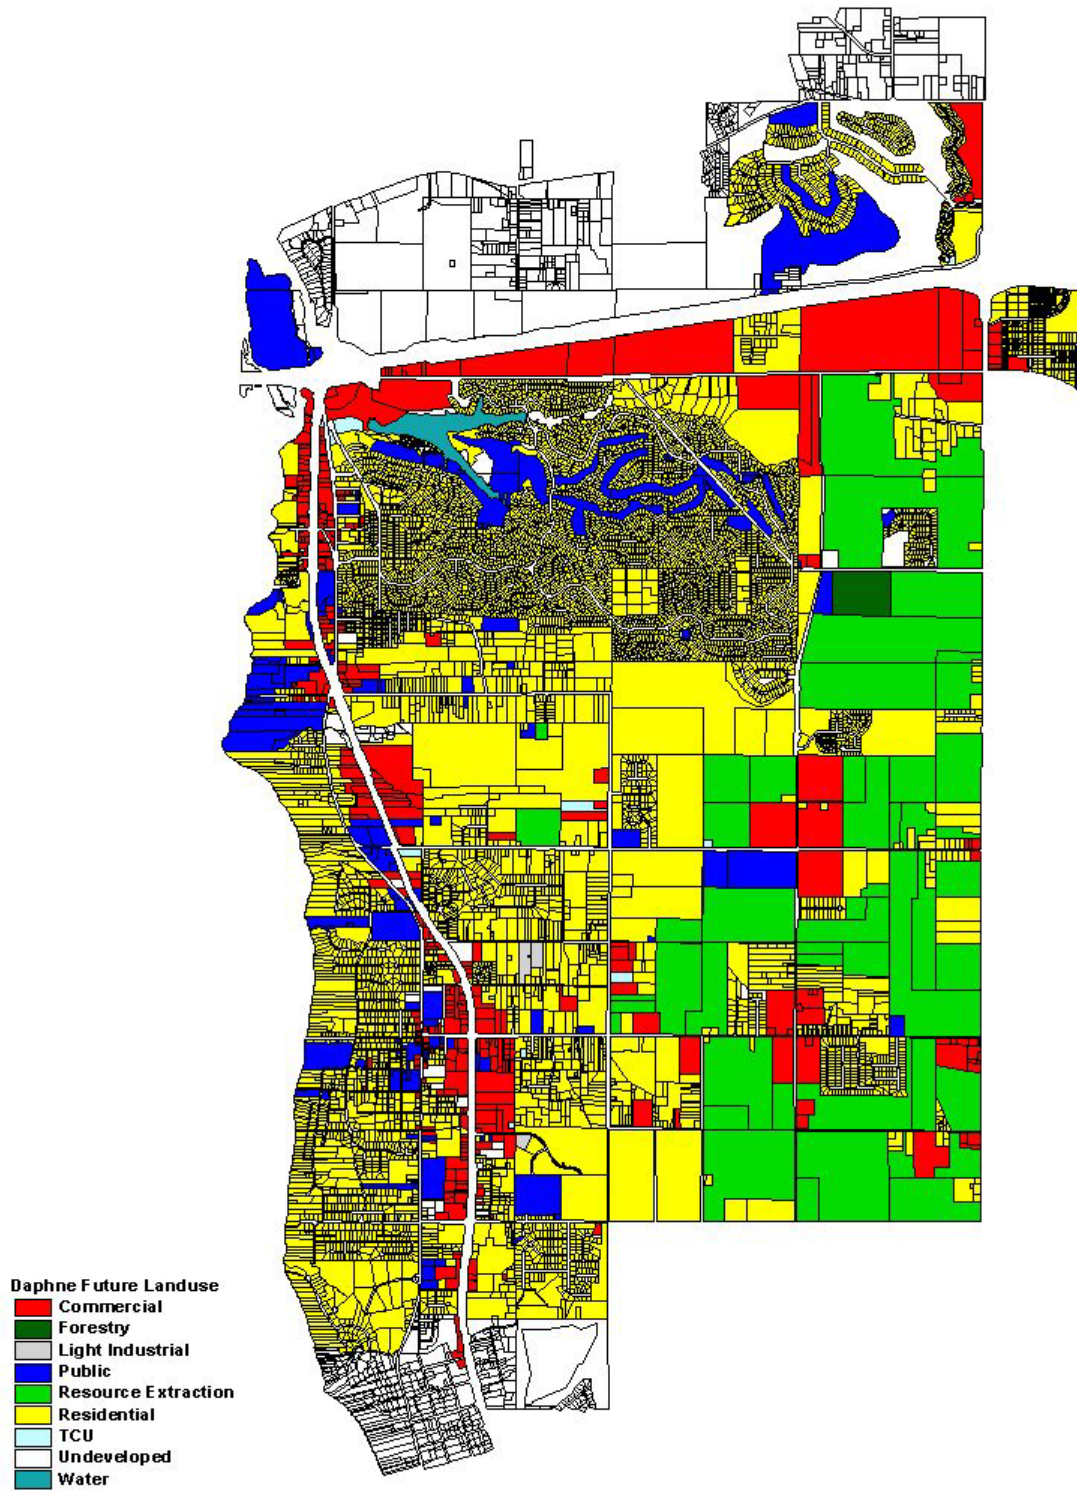 Daphne Future Landuse
Commercial
Forestry
Light Industrial
Public
Resource Extraction
Residential
TCU
Undeveloped
Water